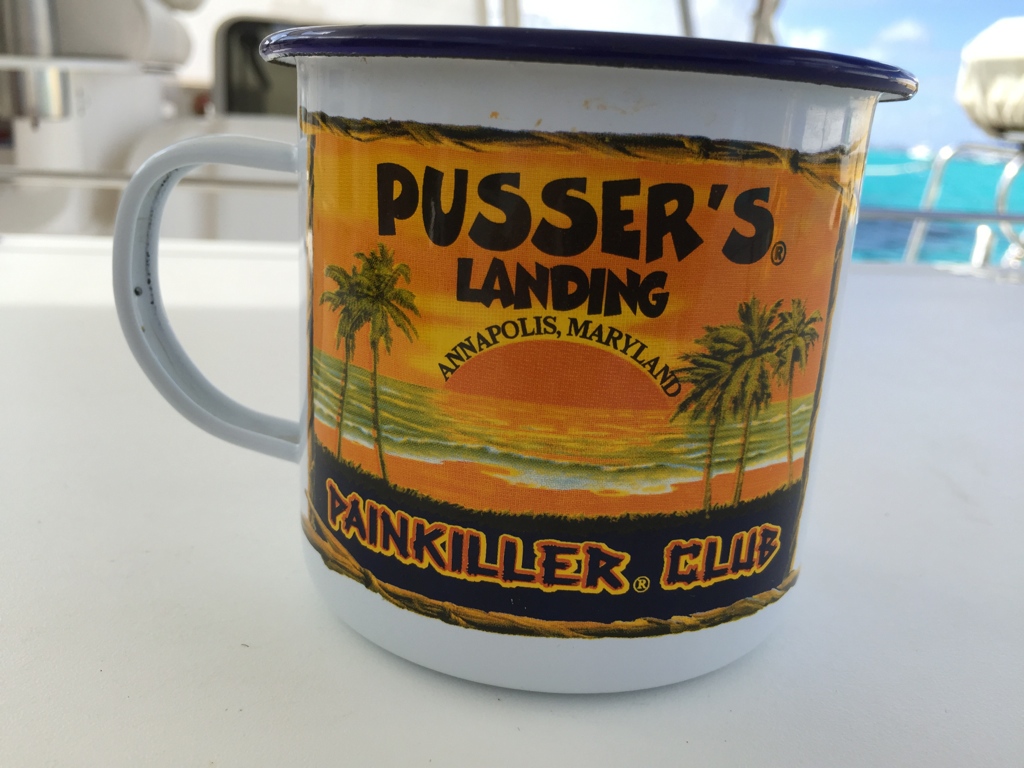 PUSSER'S®
LANDING
ANNAPOLIS, MARYLAND
PAINKILLER® CLUB